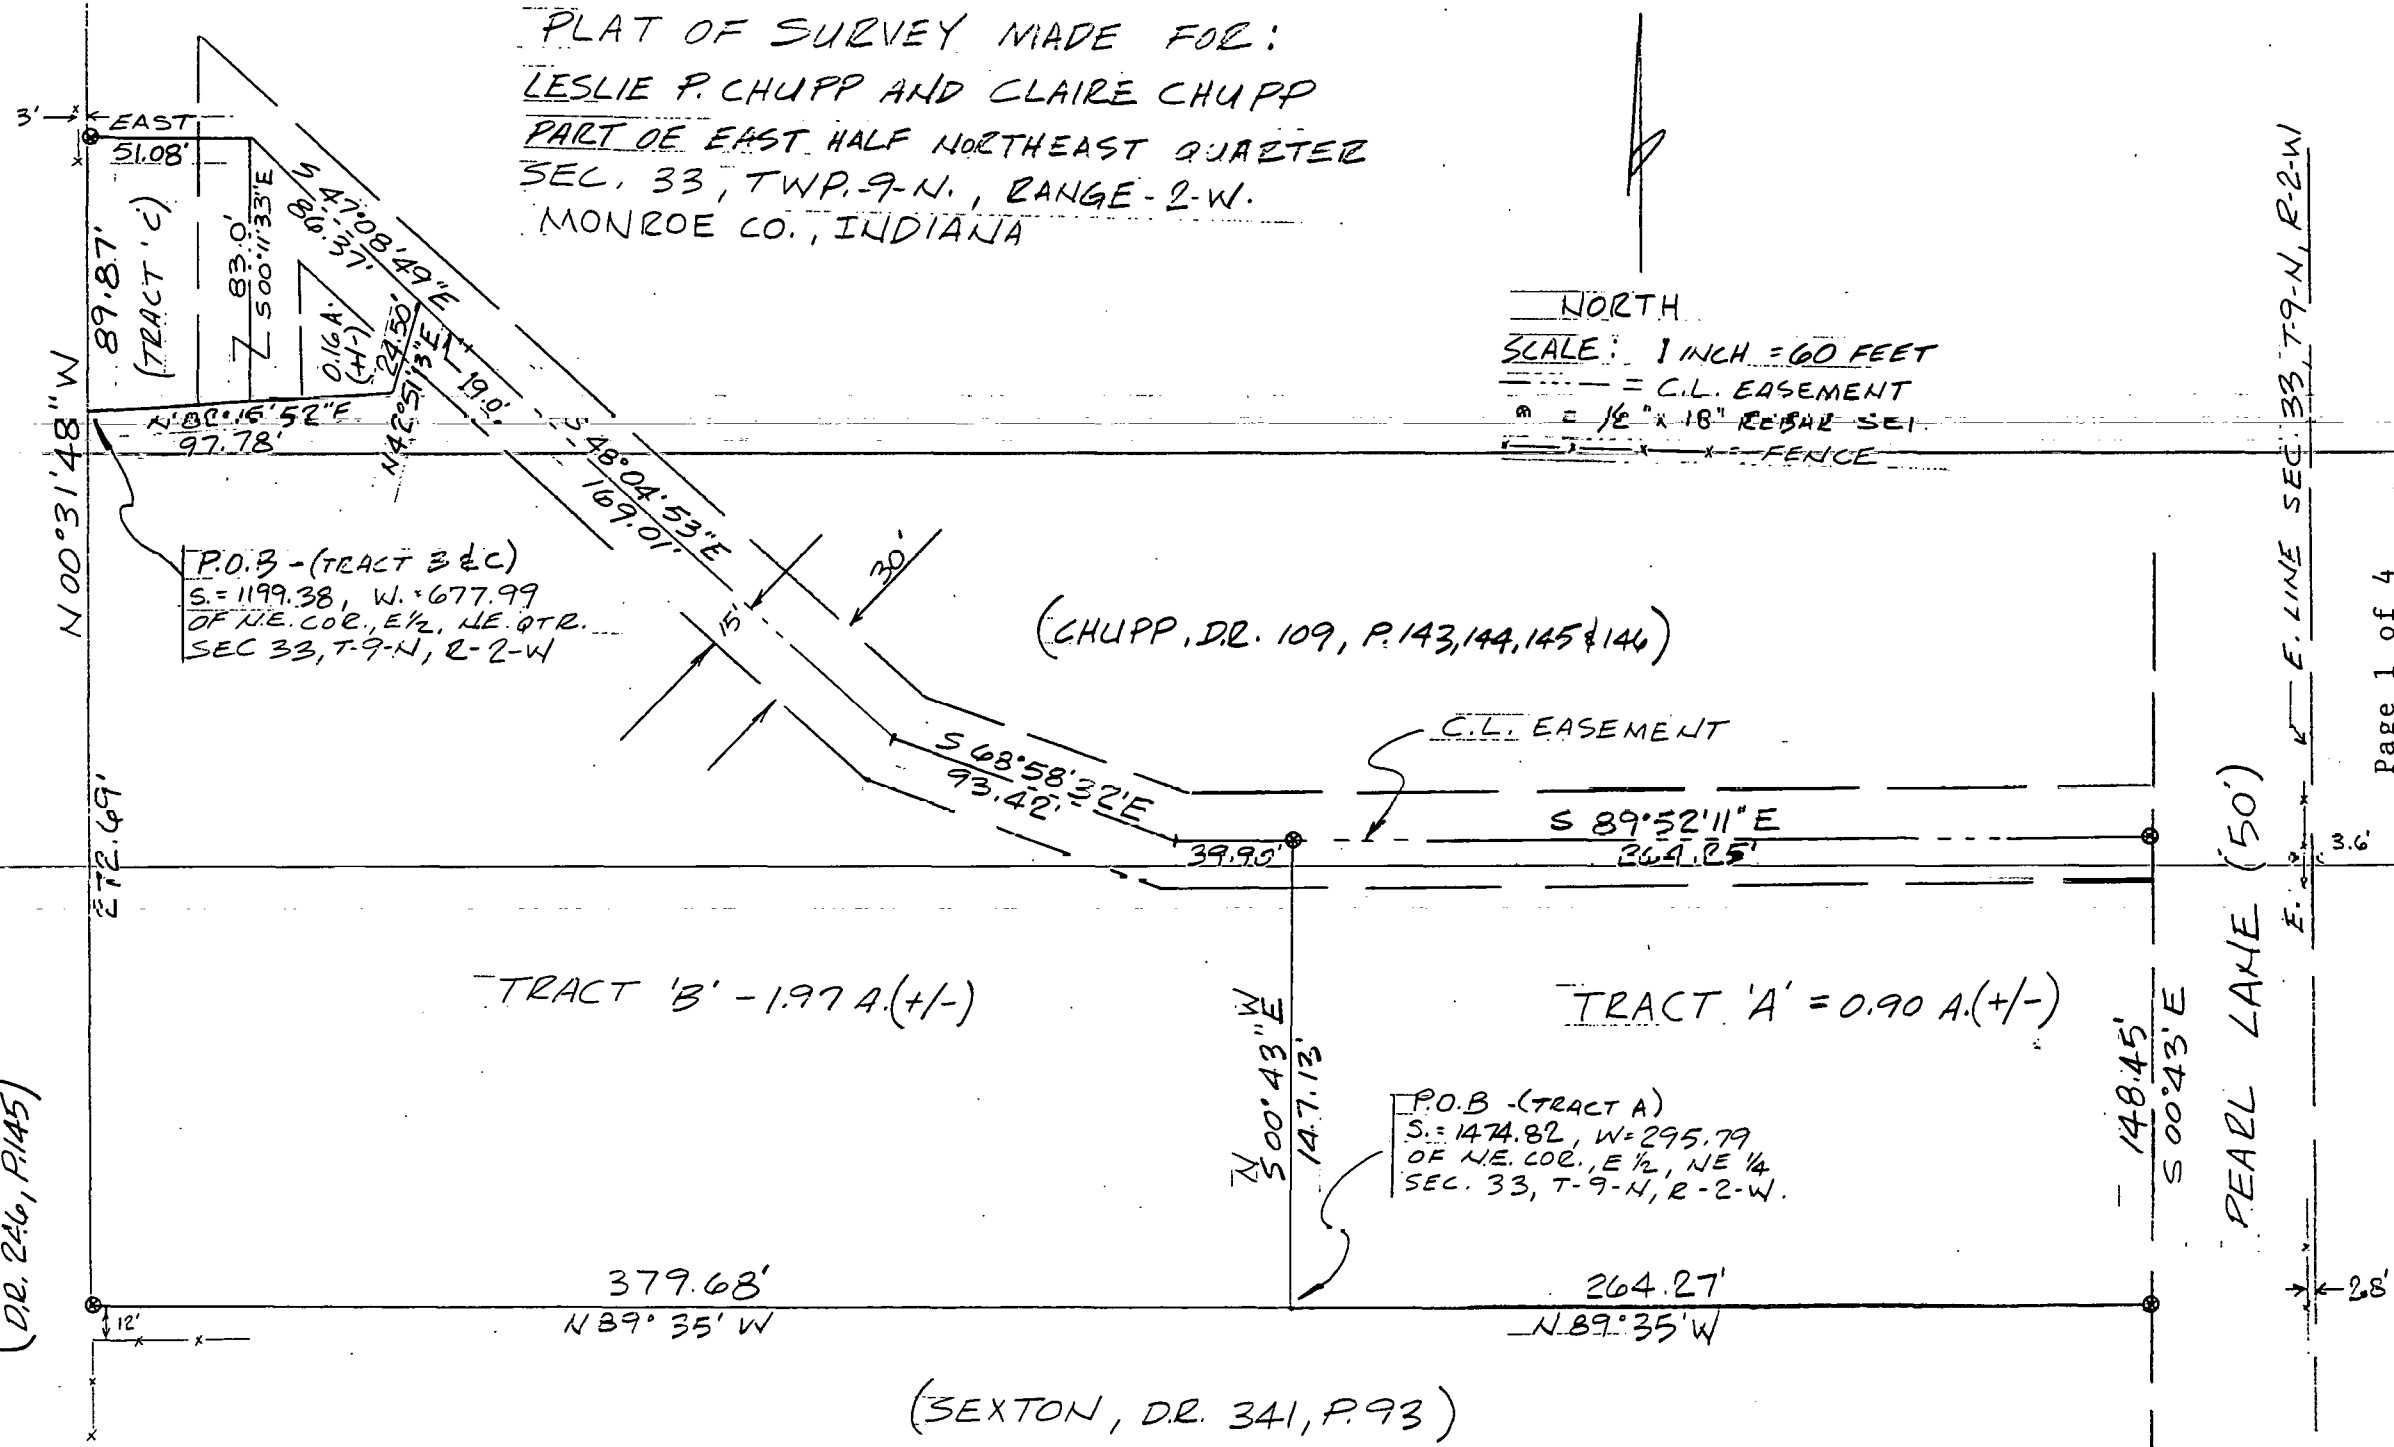 PLAT OF SURVEY MADE FOR:
LESLIE P. CHUPP AND CLAIRE CHUPP
PART OF EAST HALF NORTHEAST QUARTER
SEC. 33, TWP.-9-N., RANGE-2-W.
MONROE CO., INDIANA
3'
EAST
51.08'
89.87'
(TRACT 'C')
83.0'
S00°11'33"E
S 47°08'49"E
86.37'
0.16 A.
(+/-)
24.50'
N42°51'13"E
19.0'
97.78'
N 00°31'48" W
S 48°04'53"E
169.01'
NORTH
SCALE: 1 INCH = 60 FEET
= C.L. EASEMENT
= 1/2" x 18" REBAR SET
= FENCE
E. LINE SEC. 33, T-9-N, R-2-W
Page 1 of 4
P.O.B - (TRACT B & C)
S. = 1199.38, W. = 677.99
OF N.E. COR., E½, NE. QTR.
SEC 33, T-9-N, R-2-W
15'
30'
(CHUPP, D.R. 109, P. 143, 144, 145 & 146)
C.L. EASEMENT
S 68°58'32"E
93.42'
39.90'
S 89°52'11" E
264.25'
272.69'
PEARL LANE (50')
E.
3.6'
TRACT 'B' - 1.97 A.(+/-)
TRACT 'A' = 0.90 A.(+/-)
N
S 00°43" E
W
147.13'
148.45'
S 00°43' E
P.O.B - (TRACT A)
S. = 1474.82, W = 295.79
OF N.E. COR., E ½, NE ¼
SEC. 33, T-9-N, R-2-W.
(D.R. 246, P.145)
379.68'
N 89° 35' W
264.27'
N 89°35' W
12'
2.8'
(SEXTON, D.R. 341, P. 93)